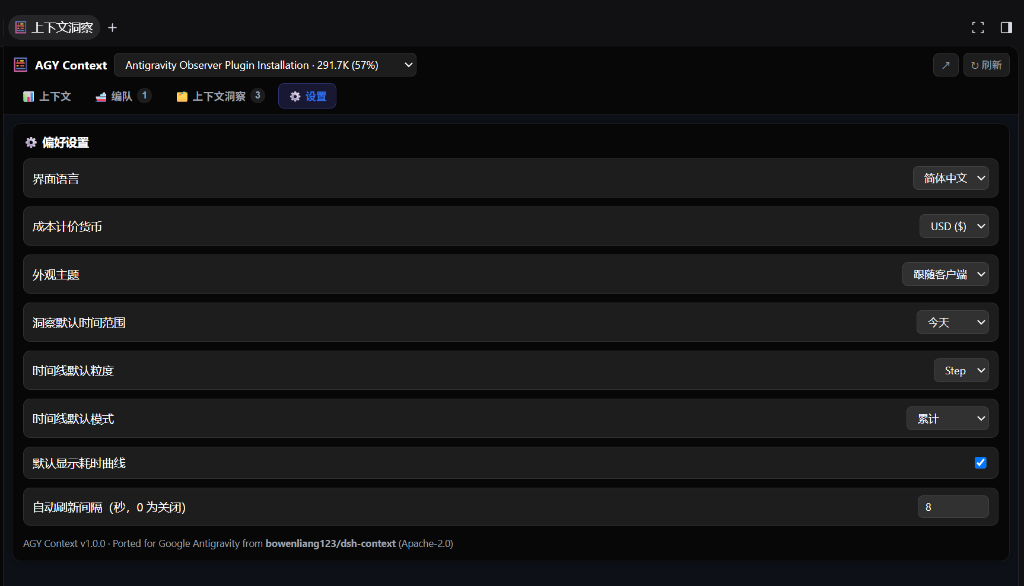 上下文洞察 +
AGY Context Antigravity Observer Plugin Installation · 291.7K (57%) ↗ ↻ 刷新
上下文 编队 1 上下文洞察 3 设置
偏好设置
界面语言 简体中文
成本计价货币 USD ($)
外观主题 跟随客户端
洞察默认时间范围 今天
时间线默认粒度 Step
时间线默认模式 累计
默认显示耗时曲线
自动刷新间隔（秒，0 为关闭） 8
AGY Context v1.0.0 · Ported for Google Antigravity from bowenliang123/dsh-context (Apache-2.0)